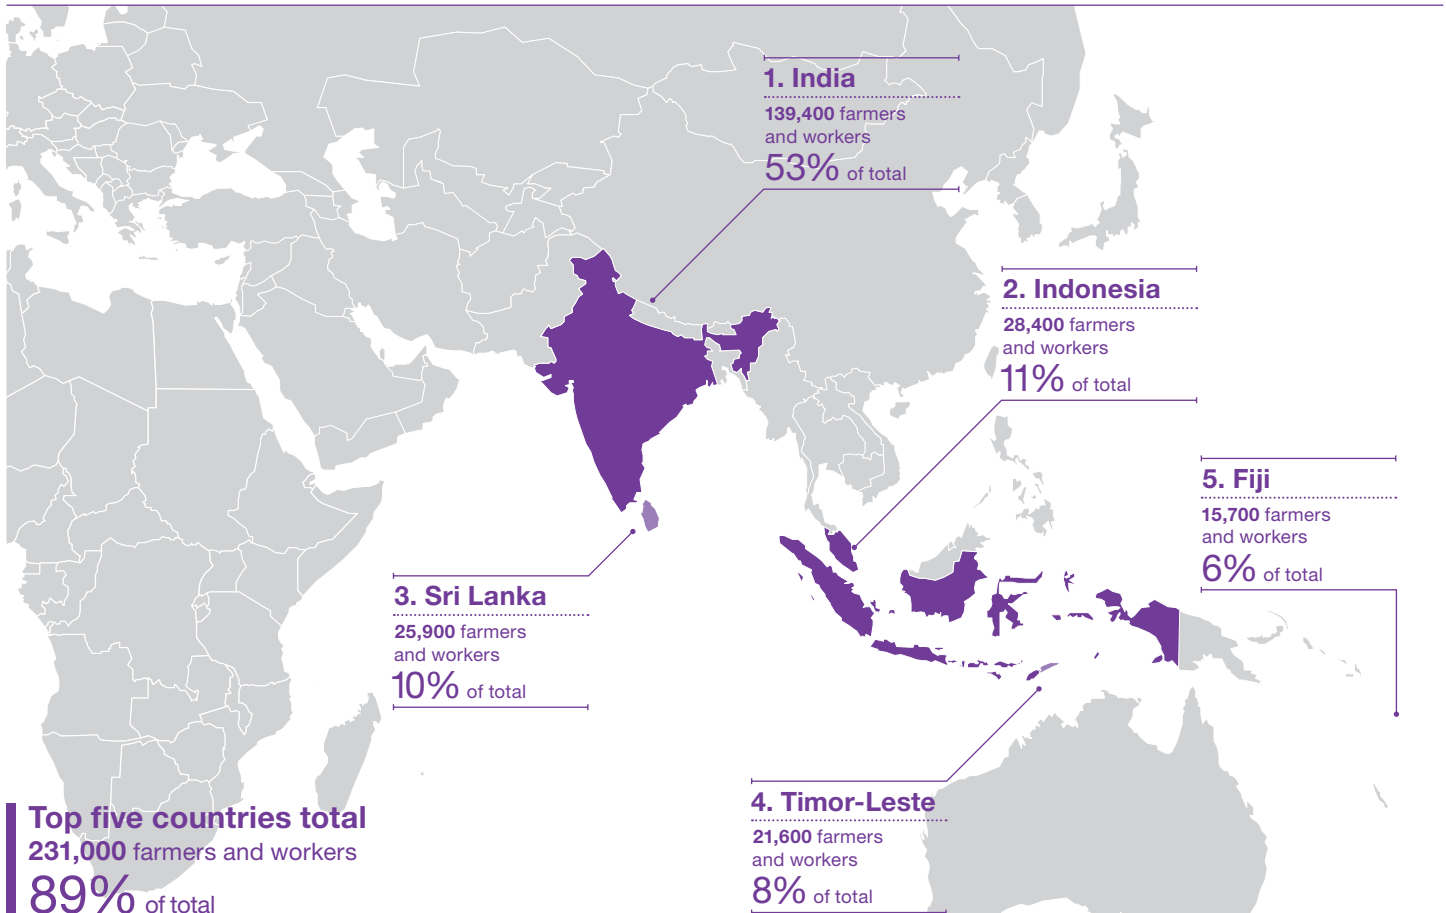 1. India
139,400 farmers
and workers
53% of total
2. Indonesia
28,400 farmers
and workers
11% of total
3. Sri Lanka
25,900 farmers
and workers
10% of total
4. Timor-Leste
21,600 farmers
and workers
8% of total
5. Fiji
15,700 farmers
and workers
6% of total
Top five countries total
231,000 farmers and workers
89% of total